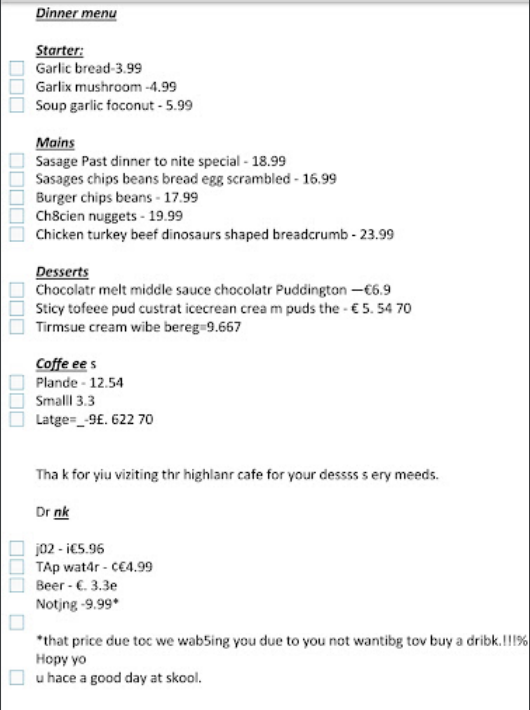 Dinner menu
Starter:
Garlic bread-3.99
Garlix mushroom -4.99
Soup garlic foconut - 5.99
Mains
Sasage Past dinner to nite special - 18.99
Sasages chips beans bread egg scrambled - 16.99
Burger chips beans - 17.99
Ch8cien nuggets - 19.99
Chicken turkey beef dinosaurs shaped breadcrumb - 23.99
Desserts
Chocolatr melt middle sauce chocolatr Puddington —€6.9
Sticy tofeee pud custrat icecrean crea m puds the - € 5. 54 70
Tirmsue cream wibe bereg=9.667
Coffe ee s
Plande - 12.54
Smalll 3.3
Latge=_-9£. 622 70
Tha k for yiu viziting thr highlanr cafe for your dessss s ery meeds.
Dr nk
j02 - i€5.96
TAp wat4r - c€4.99
Beer - €. 3.3e
Notjng -9.99*
*that price due toc we wab5ing you due to you not wantibg tov buy a dribk.!!!%
Hopy yo
u hace a good day at skool.